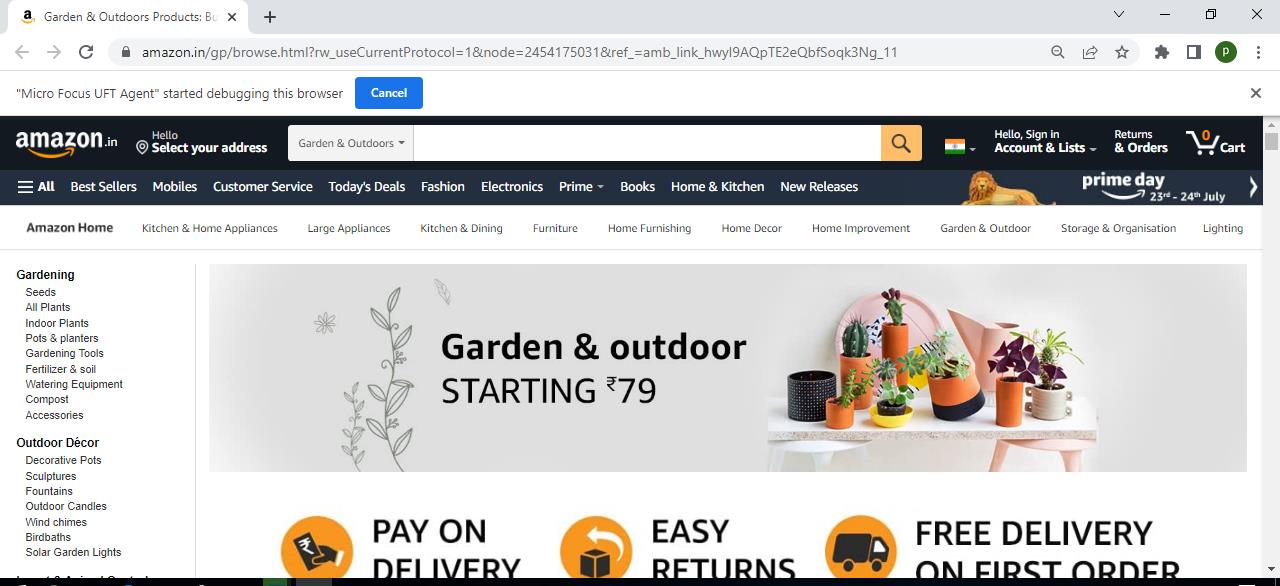 Garden & Outdoors Products: Bu
amazon.in/gp/browse.html?rw_useCurrentProtocol=1&node=2454175031&ref_=amb_link_hwyI9AQpTE2eQbfSoqk3Ng_11
P
"Micro Focus UFT Agent" started debugging this browser Cancel
amazon.in
Hello
Select your address
Garden & Outdoors
Hello, Sign in
Account & Lists
Returns
& Orders
0
Cart
All Best Sellers Mobiles Customer Service Today's Deals Fashion Electronics Prime Books Home & Kitchen New Releases
prime day
23rd - 24th July
Amazon Home Kitchen & Home Appliances Large Appliances Kitchen & Dining Furniture Home Furnishing Home Decor Home Improvement Garden & Outdoor Storage & Organisation Lighting
Gardening
Seeds
All Plants
Indoor Plants
Pots & planters
Gardening Tools
Fertilizer & soil
Watering Equipment
Compost
Accessories
Outdoor Décor
Decorative Pots
Sculptures
Fountains
Outdoor Candles
Wind chimes
Birdbaths
Solar Garden Lights
Garden & outdoor
STARTING ₹79
PAY ON
DELIVERY
EASY
RETURNS
FREE DELIVERY
ON FIRST ORDER